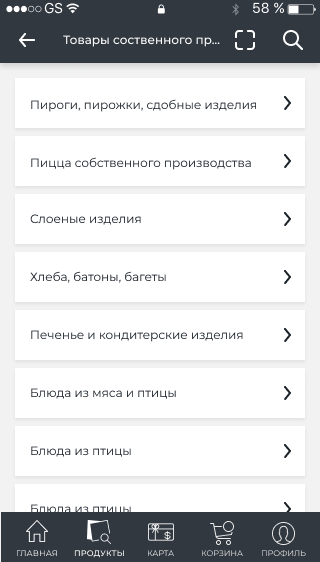 GS 58 %
Товары соственного пр...
Пироги, пирожки, сдобные изделия
Пицца собственного производства
Слоеные изделия
Хлеба, батоны, багеты
Печенье и кондитерские изделия
Блюда из мяса и птицы
Блюда из птицы
Блюда из птицы
ГЛАВНАЯ ПРОДУКТЫ КАРТА КОРЗИНА ПРОФИЛЬ